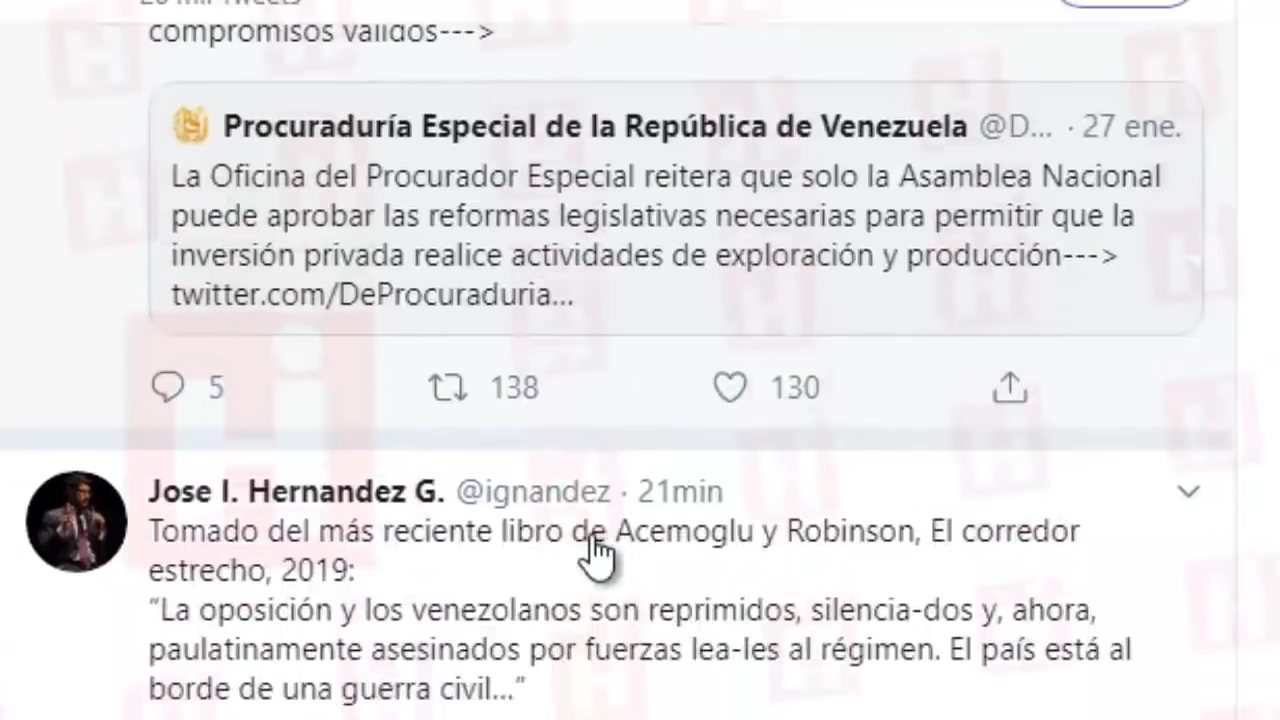 28 mil Tweets
compromisos validos--->
Procuraduría Especial de la República de Venezuela @D... · 27 ene.
La Oficina del Procurador Especial reitera que solo la Asamblea Nacional
puede aprobar las reformas legislativas necesarias para permitir que la
inversión privada realice actividades de exploración y producción--->
twitter.com/DeProcuraduria...
5 138 130
Jose I. Hernandez G. @ignandez · 21min
Tomado del más reciente libro de Acemoglu y Robinson, El corredor
estrecho, 2019:
“La oposición y los venezolanos son reprimidos, silencia-dos y, ahora,
paulatinamente asesinados por fuerzas lea-les al régimen. El país está al
borde de una guerra civil...”